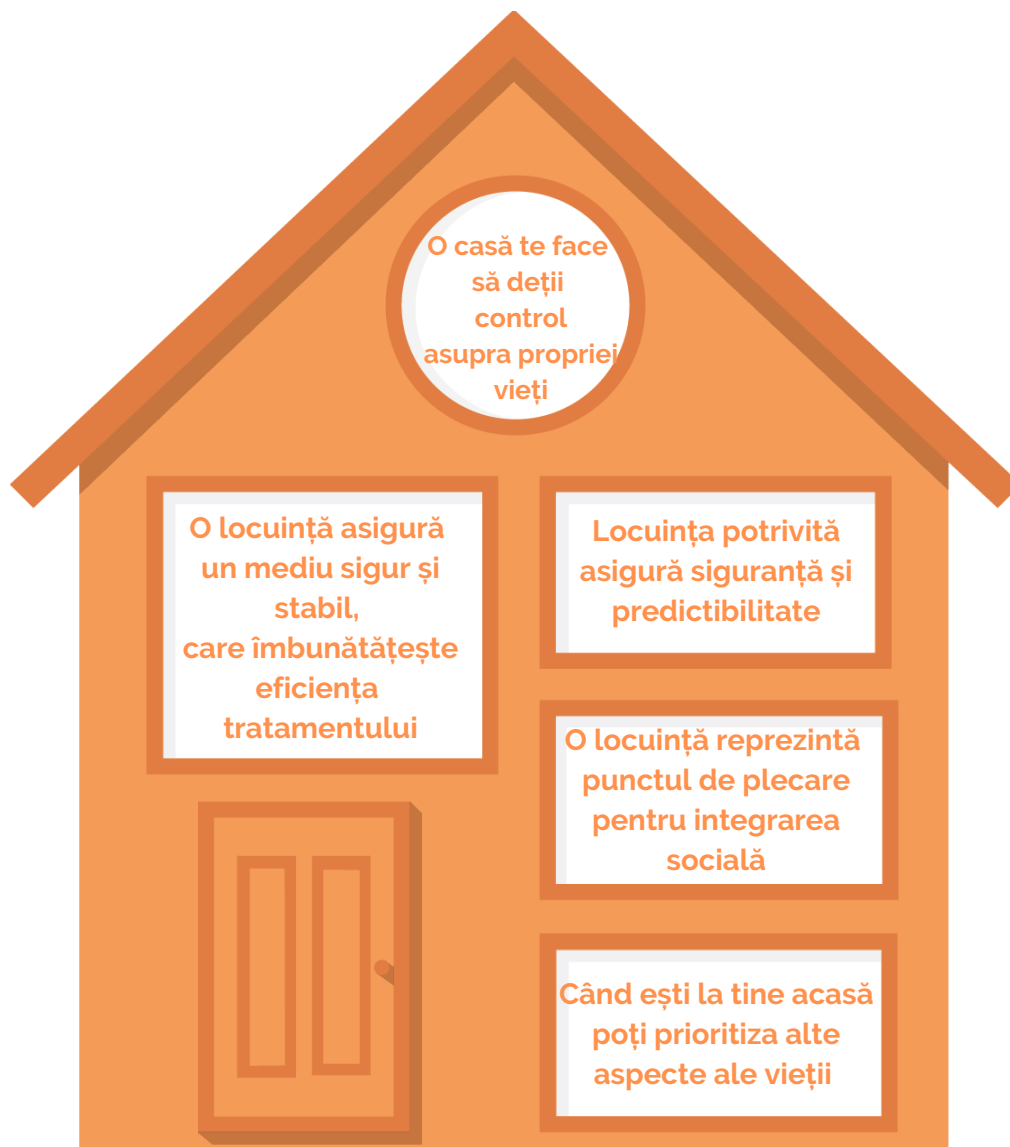 O casă te face
să deții
control
asupra propriei
vieți
O locuință asigură
un mediu sigur și
stabil,
care îmbunătățește
eficiența
tratamentului
Locuința potrivită
asigură siguranță și
predictibilitate
O locuință reprezintă
punctul de plecare
pentru integrarea
socială
Când ești la tine acasă
poți prioritiza alte
aspecte ale vieții